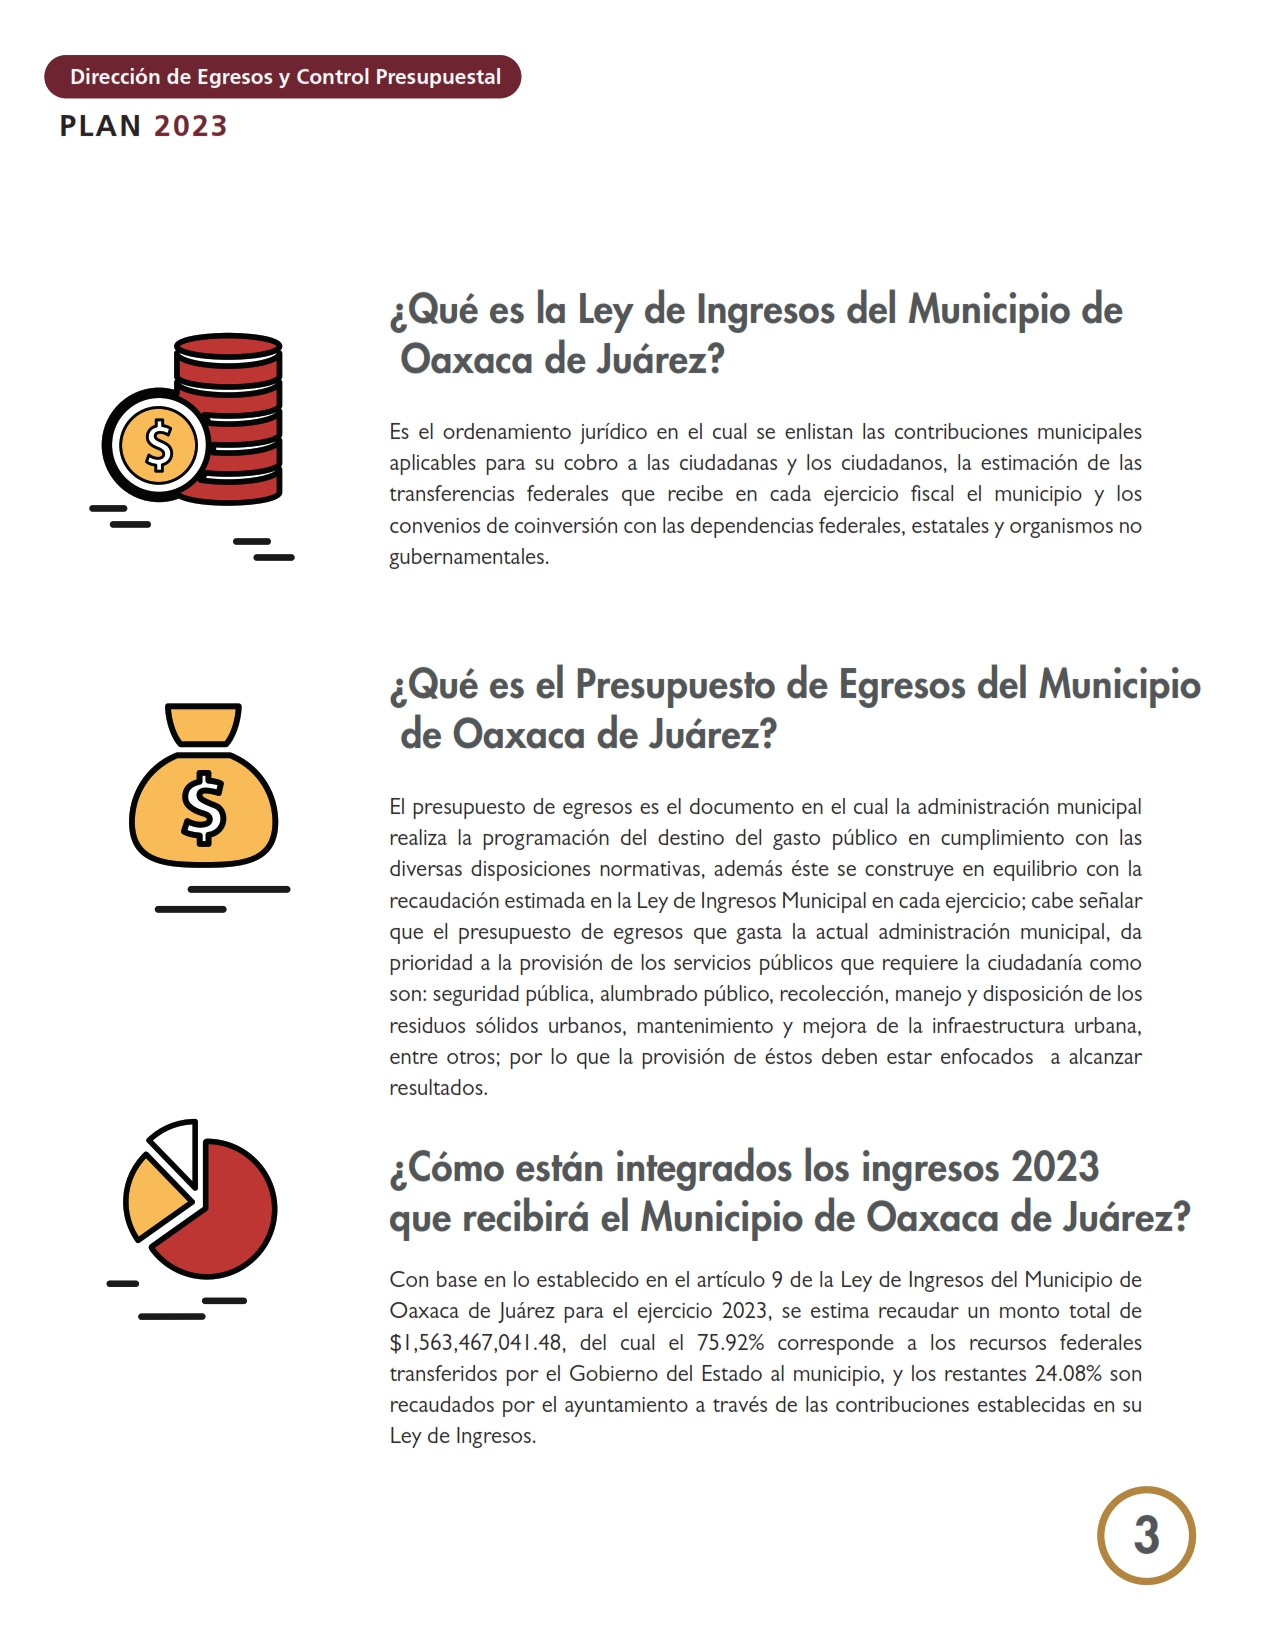 Dirección de Egresos y Control Presupuestal
PLAN 2023
¿Qué es la Ley de Ingresos del Municipio de
Oaxaca de Juárez?
$
Es el ordenamiento jurídico en el cual se enlistan las contribuciones municipales
aplicables para su cobro a las ciudadanas y los ciudadanos, la estimación de las
transferencias federales que recibe en cada ejercicio fiscal el municipio y los
convenios de coinversión con las dependencias federales, estatales y organismos no
gubernamentales.
¿Qué es el Presupuesto de Egresos del Municipio
de Oaxaca de Juárez?
$
El presupuesto de egresos es el documento en el cual la administración municipal
realiza la programación del destino del gasto público en cumplimiento con las
diversas disposiciones normativas, además éste se construye en equilibrio con la
recaudación estimada en la Ley de Ingresos Municipal en cada ejercicio; cabe señalar
que el presupuesto de egresos que gasta la actual administración municipal, da
prioridad a la provisión de los servicios públicos que requiere la ciudadanía como
son: seguridad pública, alumbrado público, recolección, manejo y disposición de los
residuos sólidos urbanos, mantenimiento y mejora de la infraestructura urbana,
entre otros; por lo que la provisión de éstos deben estar enfocados a alcanzar
resultados.
¿Cómo están integrados los ingresos 2023
que recibirá el Municipio de Oaxaca de Juárez?
Con base en lo establecido en el artículo 9 de la Ley de Ingresos del Municipio de
Oaxaca de Juárez para el ejercicio 2023, se estima recaudar un monto total de
$1,563,467,041.48, del cual el 75.92% corresponde a los recursos federales
transferidos por el Gobierno del Estado al municipio, y los restantes 24.08% son
recaudados por el ayuntamiento a través de las contribuciones establecidas en su
Ley de Ingresos.
3